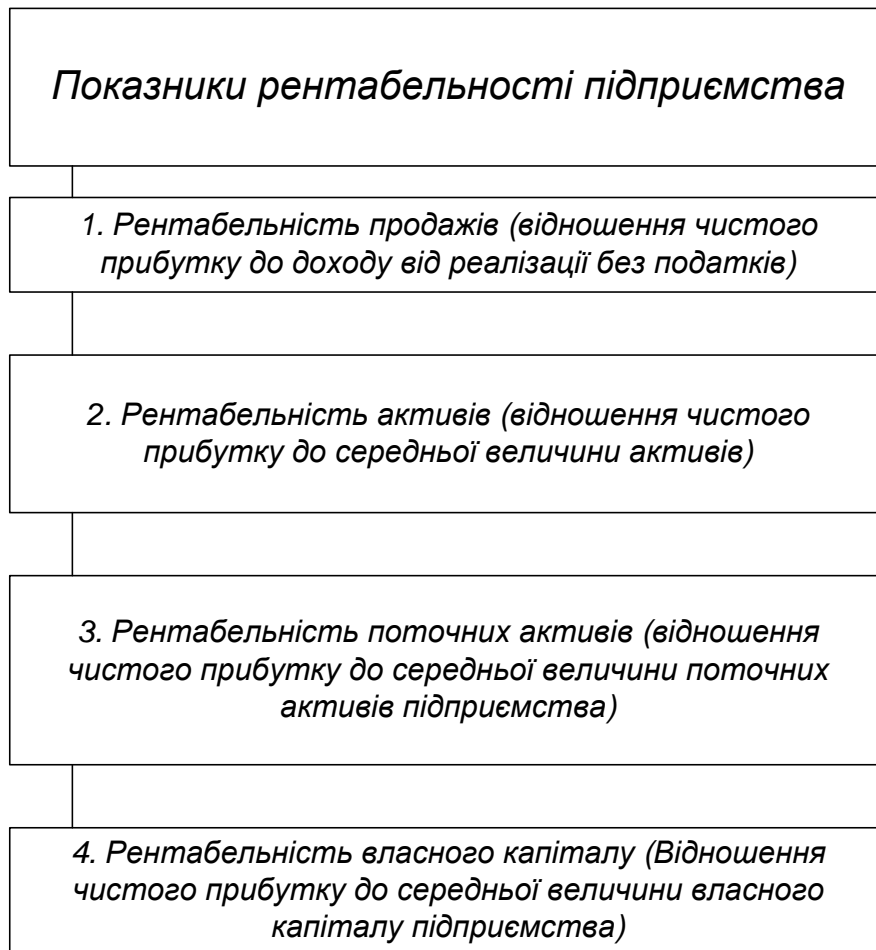 Показники рентабельності підприємства
1. Рентабельність продажів (відношення чистого
прибутку до доходу від реалізації без податків)
2. Рентабельність активів (відношення чистого
прибутку до середньої величини активів)
3. Рентабельність поточних активів (відношення
чистого прибутку до середньої величини поточних
активів підприємства)
4. Рентабельність власного капіталу (Відношення
чистого прибутку до середньої величини власного
капіталу підприємства)